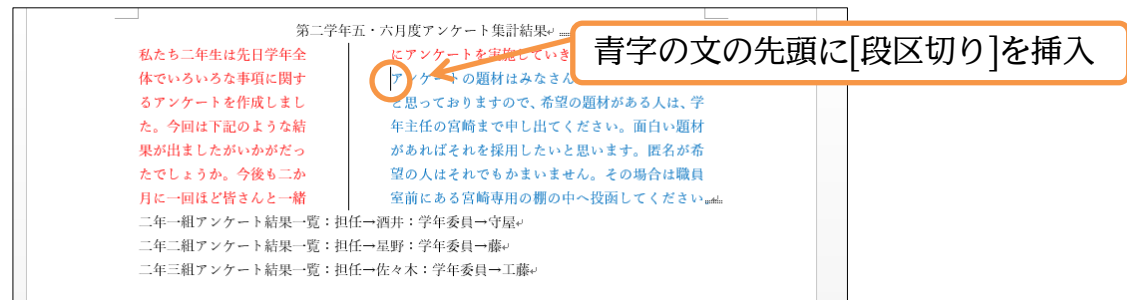 第二学年五・六月度アンケート集計結果
青字の文の先頭に[段区切り]を挿入
私たち二年生は先日学年全
体でいろいろな事項に関す
るアンケートを作成しまし
た。今回は下記のような結
果が出ましたがいかがだっ
たでしょうか。今後も二か
月に一回ほど皆さんと一緒
にアンケートを実施していき
アンケートの題材はみなさん
と思っておりますので、希望の題材がある人は、学
年主任の宮崎まで申し出てください。面白い題材
があればそれを採用したいと思います。匿名が希
望の人はそれでもかまいません。その場合は職員
室前にある宮崎専用の棚の中へ投函してください。
二年一組アンケート結果一覧：担任→酒井：学年委員→守屋
二年二組アンケート結果一覧：担任→星野：学年委員→藤
二年三組アンケート結果一覧：担任→佐々木：学年委員→工藤